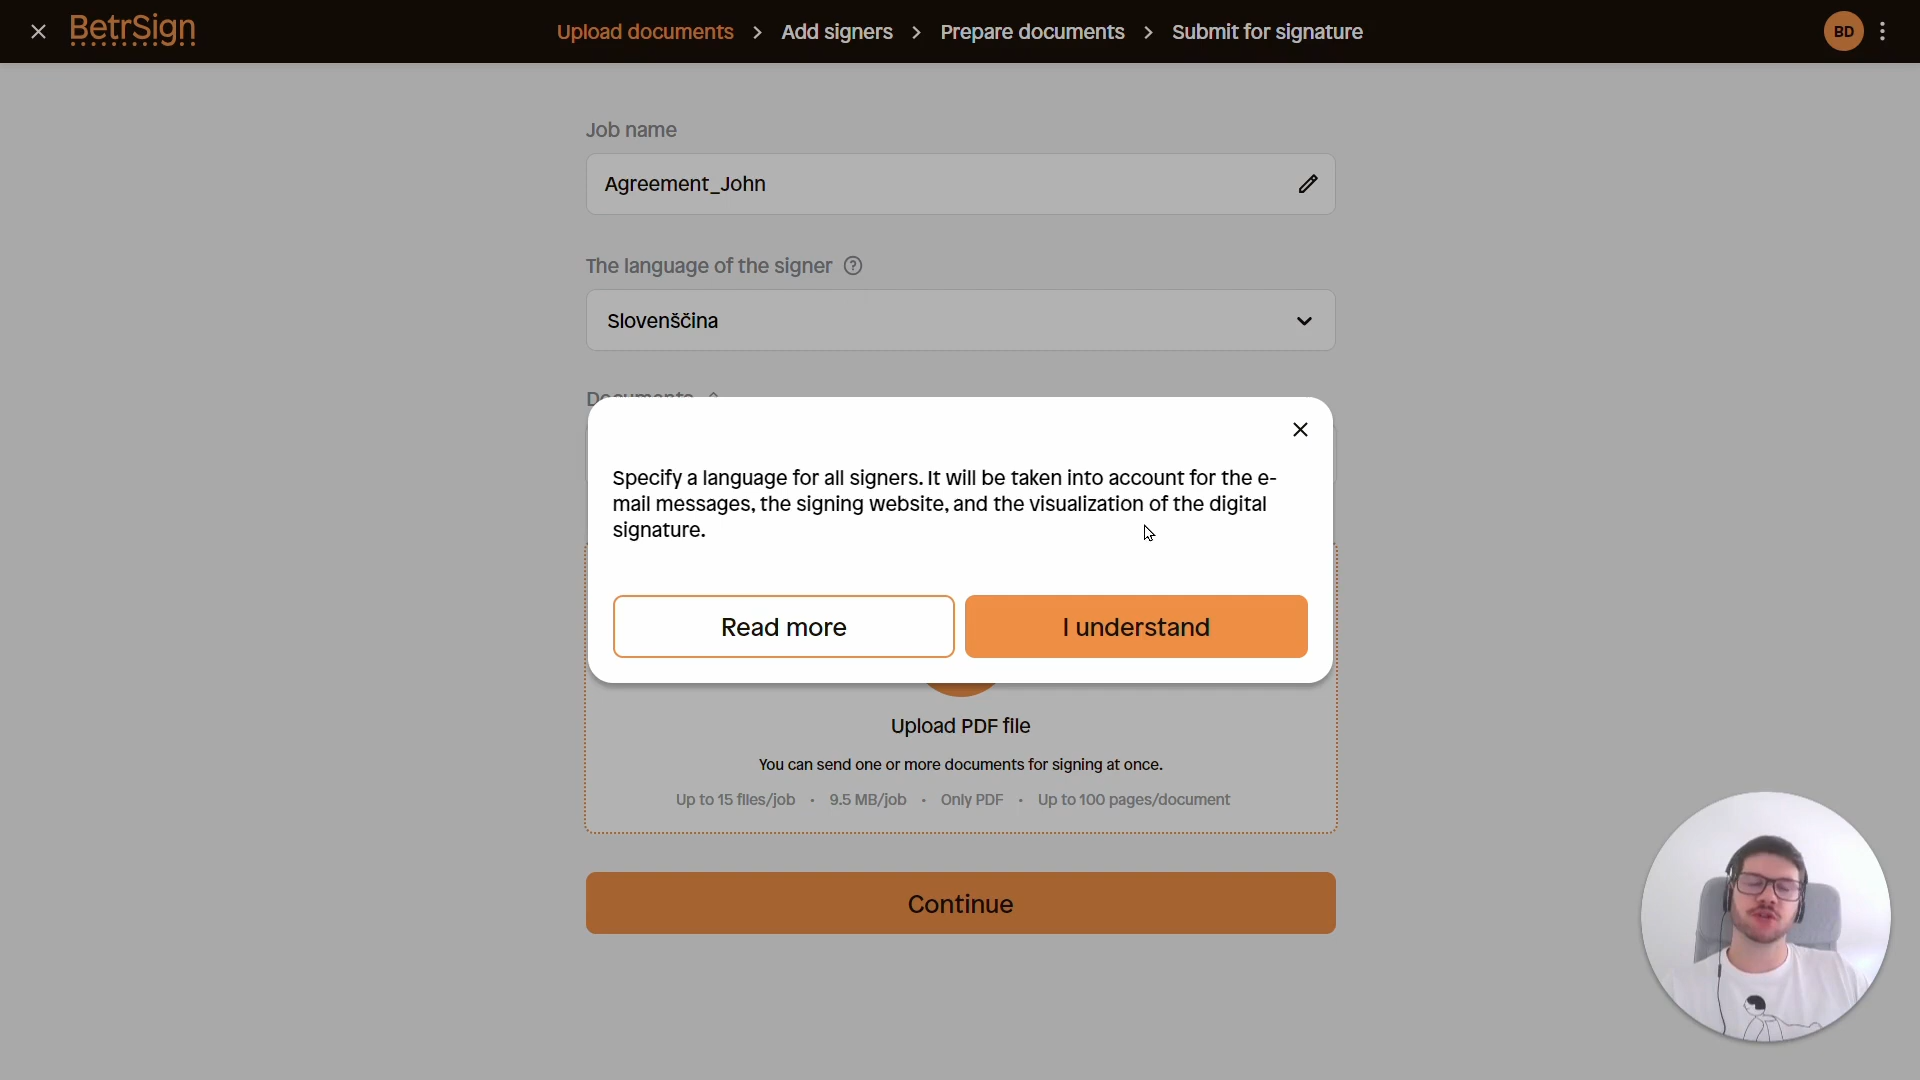 BetrSign
Upload documents > Add signers > Prepare documents > Submit for signature
BD
Job name
Agreement_John
The language of the signer
Slovenščina
Documents
Specify a language for all signers. It will be taken into account for the e-
mail messages, the signing website, and the visualization of the digital
signature.
Read more
I understand
Upload PDF file
You can send one or more documents for signing at once.
Up to 15 files/job • 9.5 MB/job • Only PDF • Up to 100 pages/document
Continue